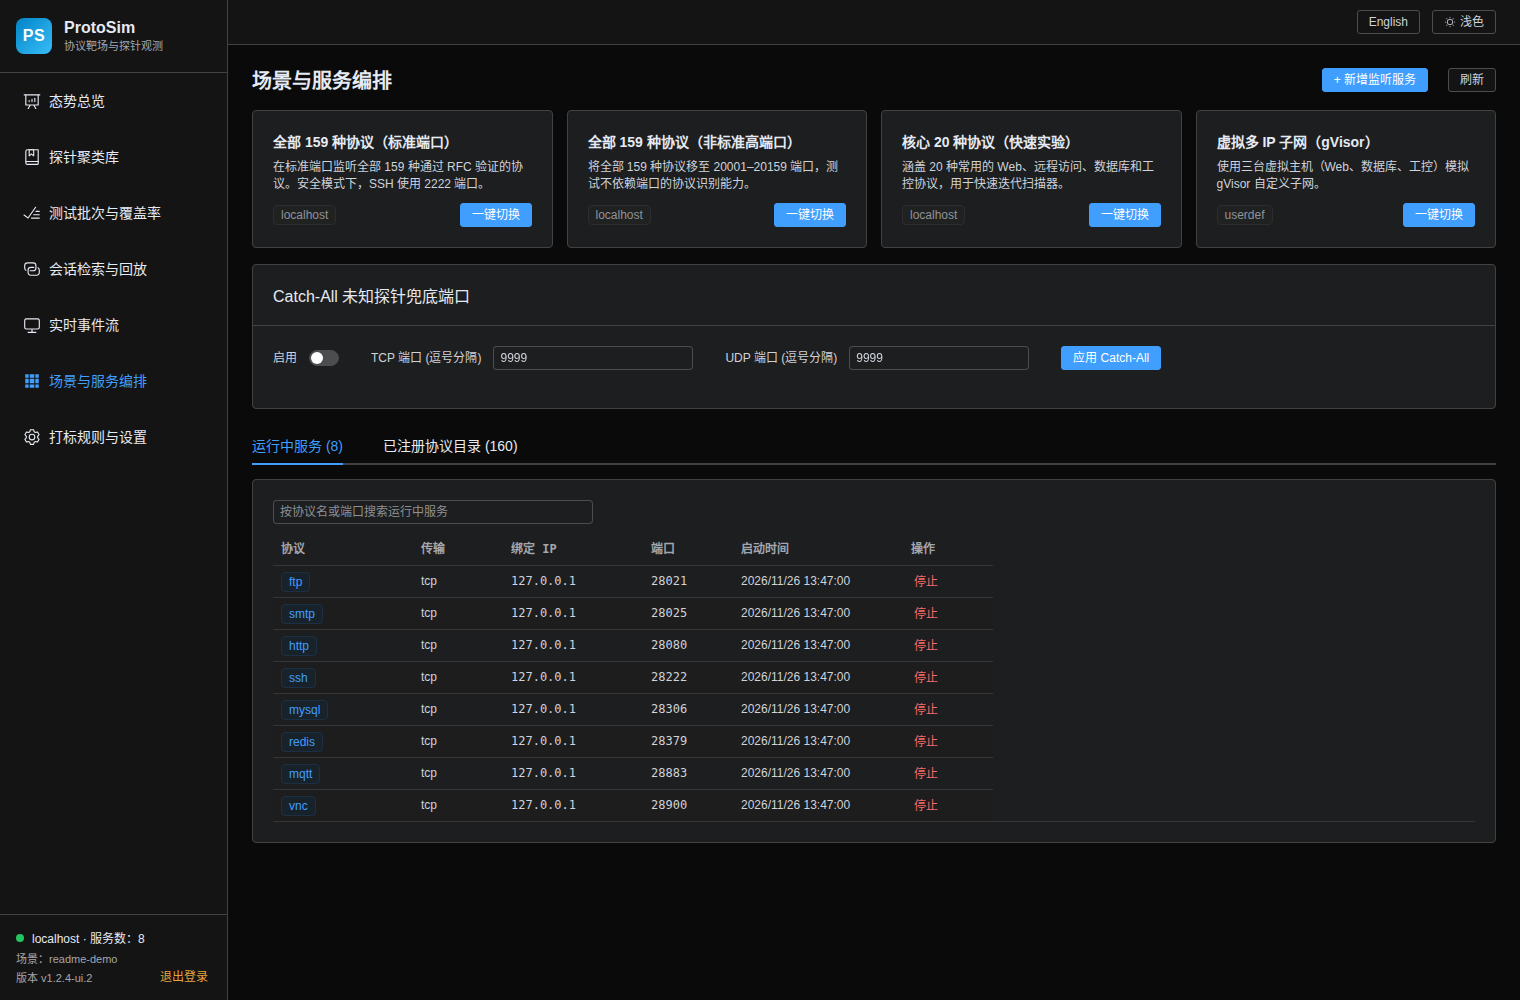 PS
ProtoSim
协议靶场与探针观测
English
浅色
态势总览
探针聚类库
测试批次与覆盖率
会话检索与回放
实时事件流
场景与服务编排
打标规则与设置
场景与服务编排
+ 新增监听服务
刷新
全部 159 种协议（标准端口）
在标准端口监听全部 159 种通过 RFC 验证的协
议。安全模式下，SSH 使用 2222 端口。
localhost
一键切换
全部 159 种协议（非标准高端口）
将全部 159 种协议移至 20001–20159 端口，测
试不依赖端口的协议识别能力。
localhost
一键切换
核心 20 种协议（快速实验）
涵盖 20 种常用的 Web、远程访问、数据库和工
控协议，用于快速迭代扫描器。
localhost
一键切换
虚拟多 IP 子网（gVisor）
使用三台虚拟主机（Web、数据库、工控）模拟
gVisor 自定义子网。
userdef
一键切换
Catch-All 未知探针兜底端口
启用
TCP 端口 (逗号分隔)
9999
UDP 端口 (逗号分隔)
9999
应用 Catch-All
运行中服务 (8)
已注册协议目录 (160)
按协议名或端口搜索运行中服务
协议 传输 绑定 IP 端口 启动时间 操作
ftp tcp 127.0.0.1 28021 2026/11/26 13:47:00 停止
smtp tcp 127.0.0.1 28025 2026/11/26 13:47:00 停止
http tcp 127.0.0.1 28080 2026/11/26 13:47:00 停止
ssh tcp 127.0.0.1 28222 2026/11/26 13:47:00 停止
mysql tcp 127.0.0.1 28306 2026/11/26 13:47:00 停止
redis tcp 127.0.0.1 28379 2026/11/26 13:47:00 停止
mqtt tcp 127.0.0.1 28883 2026/11/26 13:47:00 停止
vnc tcp 127.0.0.1 28900 2026/11/26 13:47:00 停止
localhost · 服务数：8
场景：readme-demo
版本 v1.2.4-ui.2
退出登录